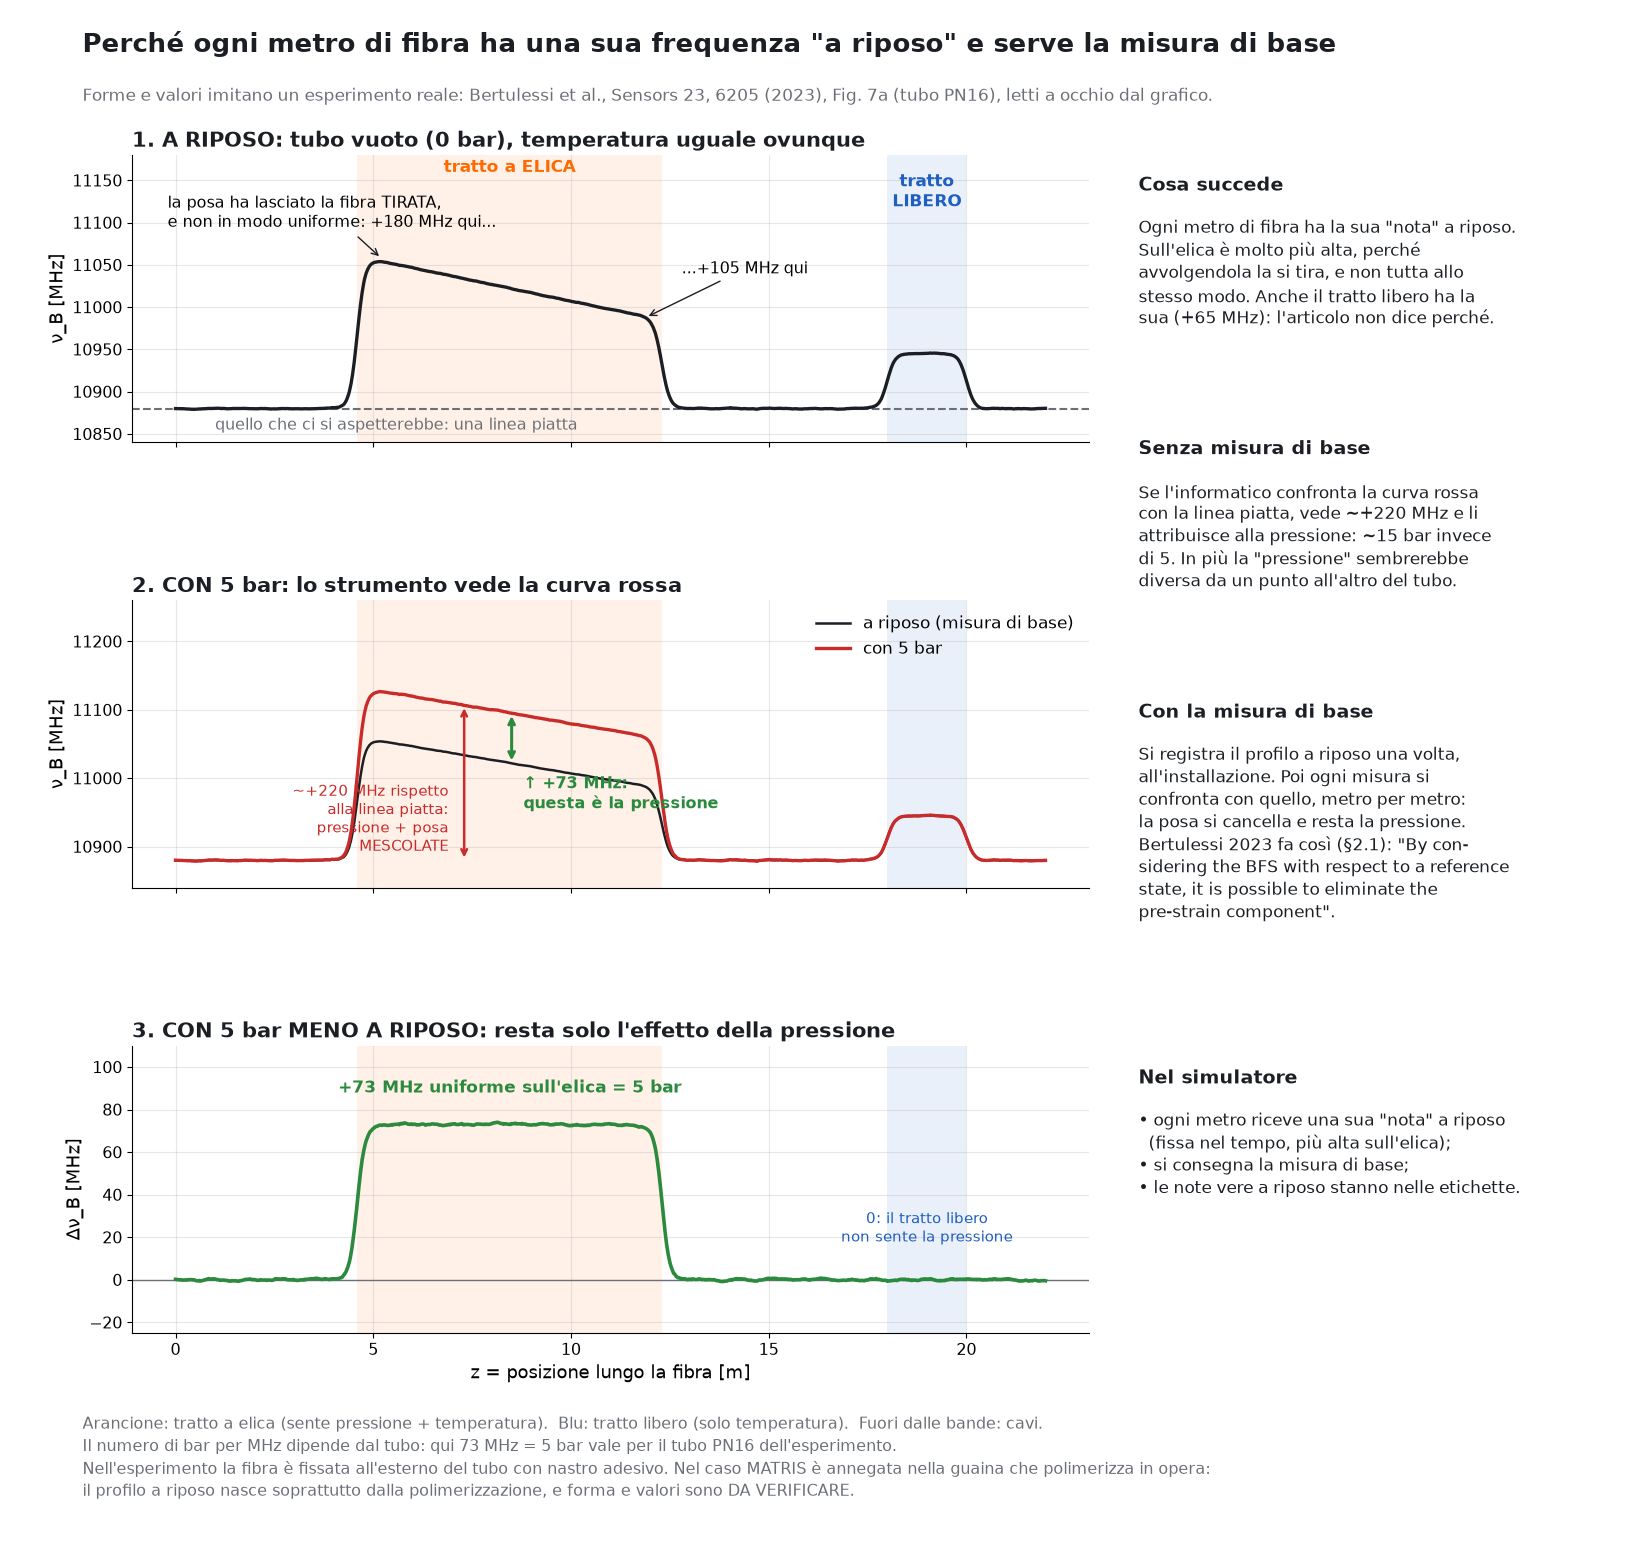 Perché ogni metro di fibra ha una sua frequenza "a riposo" e serve la misura di base
Forme e valori imitano un esperimento reale: Bertulessi et al., Sensors 23, 6205 (2023), Fig. 7a (tubo PN16), letti a occhio dal grafico.
1. A RIPOSO: tubo vuoto (0 bar), temperatura uguale ovunque
tratto a ELICA
tratto
LIBERO
la posa ha lasciato la fibra TIRATA,
e non in modo uniforme: +180 MHz qui...
...+105 MHz qui
quello che ci si aspetterebbe: una linea piatta
ν_B [MHz]
11150
11100
11050
11000
10950
10900
10850
Cosa succede
Ogni metro di fibra ha la sua "nota" a riposo.
Sull'elica è molto più alta, perché
avvolgendola la si tira, e non tutta allo
stesso modo. Anche il tratto libero ha la
sua (+65 MHz): l'articolo non dice perché.
Senza misura di base
Se l'informatico confronta la curva rossa
con la linea piatta, vede ~+220 MHz e li
attribuisce alla pressione: ~15 bar invece
di 5. In più la "pressione" sembrerebbe
diversa da un punto all'altro del tubo.
2. CON 5 bar: lo strumento vede la curva rossa
a riposo (misura di base)
con 5 bar
~+220 MHz rispetto
alla linea piatta:
pressione + posa
MESCOLATE
↑ +73 MHz:
questa è la pressione
ν_B [MHz]
11200
11100
11000
10900
Con la misura di base
Si registra il profilo a riposo una volta,
all'installazione. Poi ogni misura si
confronta con quello, metro per metro:
la posa si cancella e resta la pressione.
Bertulessi 2023 fa così (§2.1): "By con-
sidering the BFS with respect to a reference
state, it is possible to eliminate the
pre-strain component".
3. CON 5 bar MENO A RIPOSO: resta solo l'effetto della pressione
+73 MHz uniforme sull'elica = 5 bar
0: il tratto libero
non sente la pressione
Δν_B [MHz]
100
80
60
40
20
0
−20
0 5 10 15 20
z = posizione lungo la fibra [m]
Nel simulatore
• ogni metro riceve una sua "nota" a riposo
(fissa nel tempo, più alta sull'elica);
• si consegna la misura di base;
• le note vere a riposo stanno nelle etichette.
Arancione: tratto a elica (sente pressione + temperatura).  Blu: tratto libero (solo temperatura).  Fuori dalle bande: cavi.
Il numero di bar per MHz dipende dal tubo: qui 73 MHz = 5 bar vale per il tubo PN16 dell'esperimento.
Nell'esperimento la fibra è fissata all'esterno del tubo con nastro adesivo. Nel caso MATRIS è annegata nella guaina che polimerizza in opera:
il profilo a riposo nasce soprattutto dalla polimerizzazione, e forma e valori sono DA VERIFICARE.